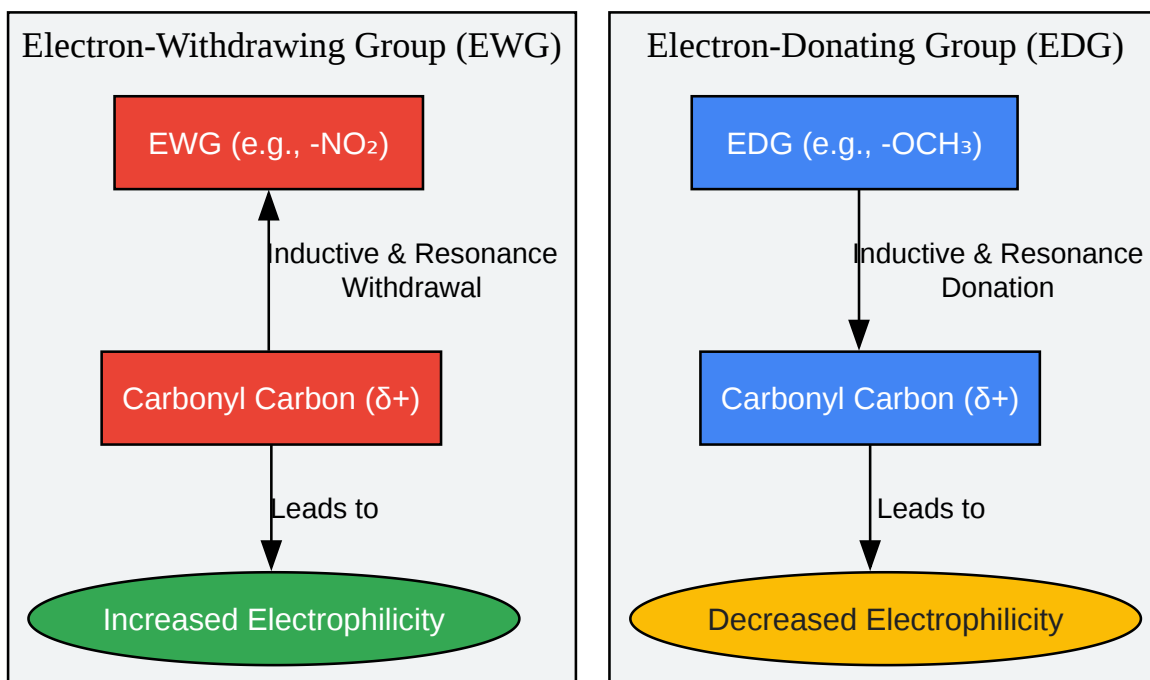 Electron-Withdrawing Group (EWG)
EWG (e.g., -NO₂)
Inductive & Resonance
Withdrawal
Carbonyl Carbon (δ+)
Leads to
Increased Electrophilicity
Electron-Donating Group (EDG)
EDG (e.g., -OCH₃)
Inductive & Resonance
Donation
Carbonyl Carbon (δ+)
Leads to
Decreased Electrophilicity